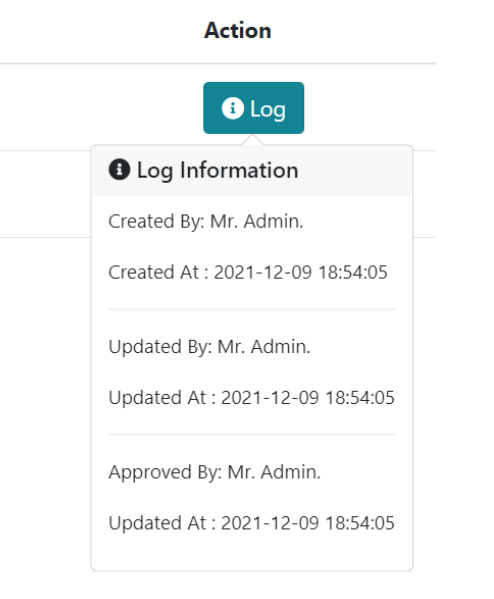 Action
Log
Log Information
Created By: Mr. Admin.
Created At : 2021-12-09 18:54:05
Updated By: Mr. Admin.
Updated At : 2021-12-09 18:54:05
Approved By: Mr. Admin.
Updated At : 2021-12-09 18:54:05